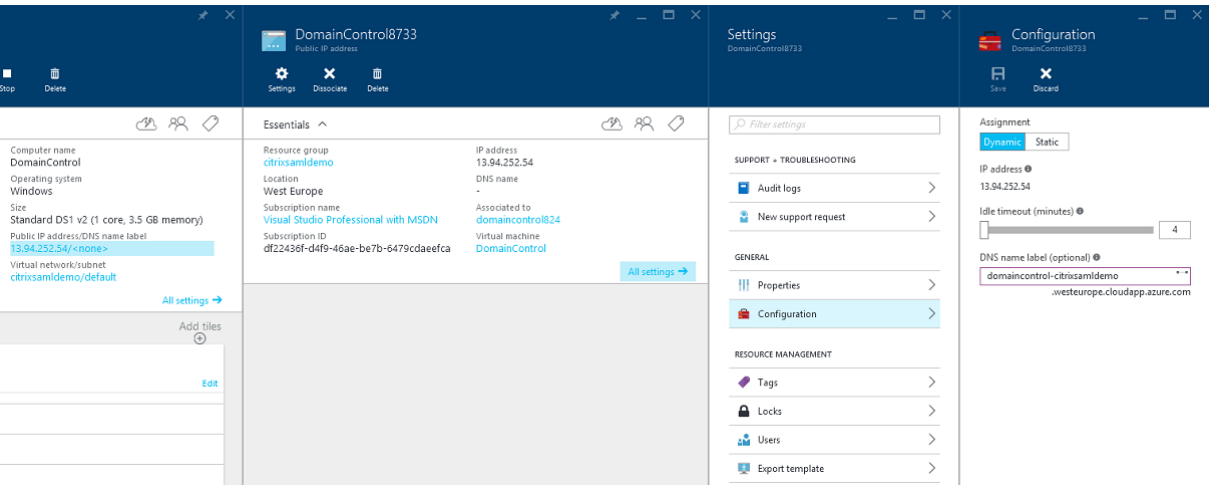 Stop
Delete
Computer name
DomainControl
Operating system
Windows
Size
Standard DS1 v2 (1 core, 3.5 GB memory)
Public IP address/DNS name label
13.94.252.54/<none>
Virtual network/subnet
citrixsamldemo/default
All settings →
Add tiles
Edit
DomainControl8733
Public IP address
Settings
Dissociate
Delete
Essentials
Resource group
citrixsamldemo
Location
West Europe
Subscription name
Visual Studio Professional with MSDN
Subscription ID
df22436f-d4f9-46ae-be7b-6479cdaeefca
IP address
13.94.252.54
DNS name
-
Associated to
domaincontrol824
Virtual machine
DomainControl
All settings →
Settings
DomainControl8733
Filter settings
SUPPORT + TROUBLESHOOTING
Audit logs
New support request
GENERAL
Properties
Configuration
RESOURCE MANAGEMENT
Tags
Locks
Users
Export template
Configuration
DomainControl8733
Save
Discard
Assignment
Dynamic Static
IP address
13.94.252.54
Idle timeout (minutes)
4
DNS name label (optional)
domaincontrol-citrixsamldemo
.westeurope.cloudapp.azure.com